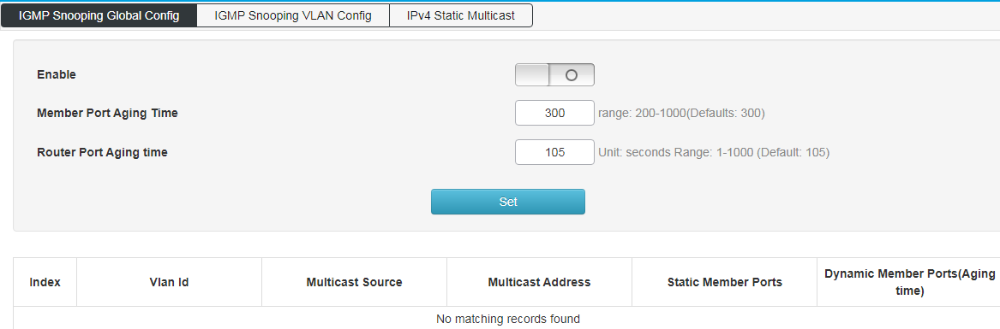 IGMP Snooping Global Config IGMP Snooping VLAN Config IPv4 Static Multicast
Enable
Member Port Aging Time 300 range: 200-1000(Defaults: 300)
Router Port Aging time 105 Unit: seconds Range: 1-1000 (Default: 105)
Set
Index Vlan Id Multicast Source Multicast Address Static Member Ports Dynamic Member Ports(Aging
time)
No matching records found